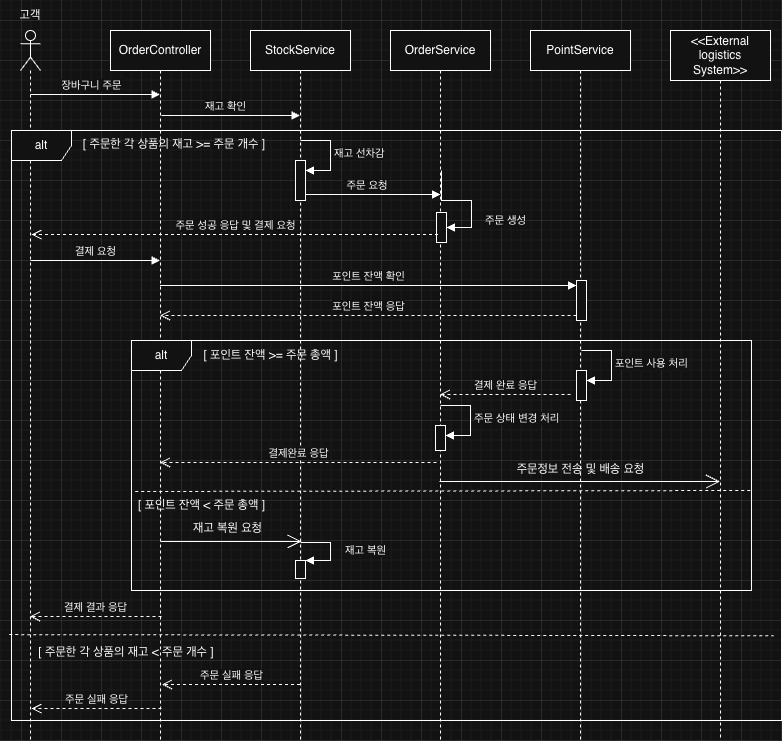 고객
OrderController
StockService
OrderService
PointService
<<External
logistics
System>>
장바구니 주문
재고 확인
alt
[ 주문한 각 상품의 재고 >= 주문 개수 ]
재고 선차감
주문 요청
주문 생성
주문 성공 응답 및 결제 요청
결제 요청
포인트 잔액 확인
포인트 잔액 응답
alt
[ 포인트 잔액 >= 주문 총액 ]
포인트 사용 처리
결제 완료 응답
주문 상태 변경 처리
결제완료 응답
주문정보 전송 및 배송 요청
[ 포인트 잔액 < 주문 총액 ]
재고 복원 요청
재고 복원
결제 결과 응답
[ 주문한 각 상품의 재고 < 주문 개수 ]
주문 실패 응답
주문 실패 응답